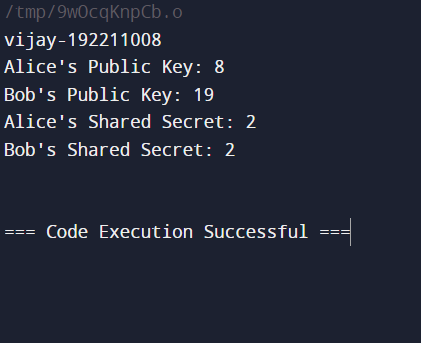 /tmp/9wOcqKnpCb.o
vijay-192211008
Alice's Public Key: 8
Bob's Public Key: 19
Alice's Shared Secret: 2
Bob's Shared Secret: 2
=== Code Execution Successful ===